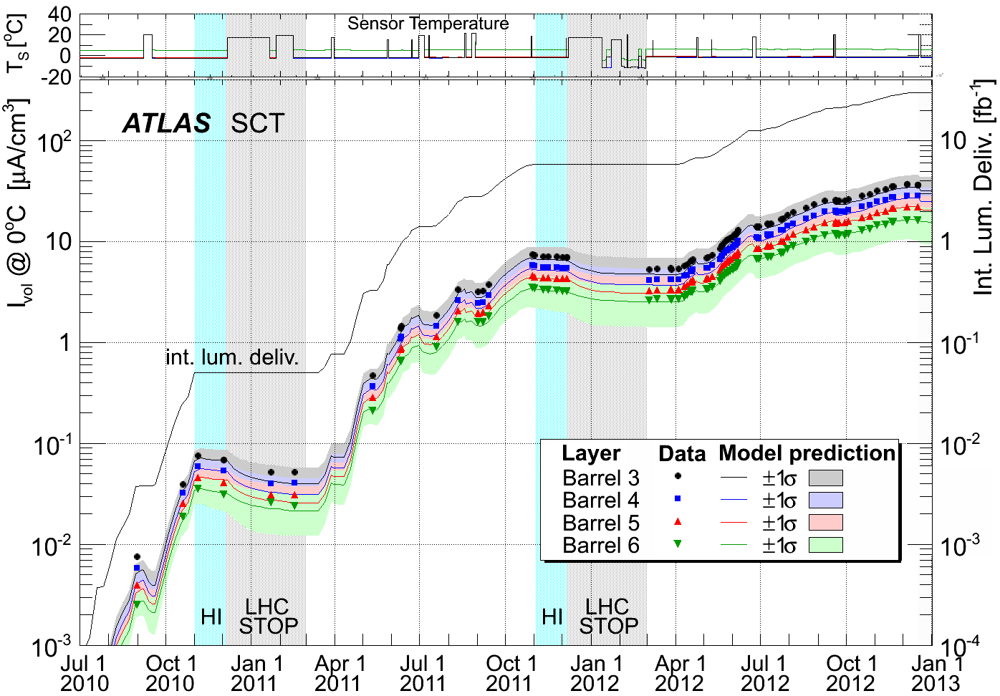 40
20
0
-20
T_S [°C]
Sensor Temperature
ATLAS SCT
I_vol @ 0°C [μA/cm³]
10²
10
1
10⁻¹
10⁻²
10⁻³
Int. Lum. Deliv. [fb⁻¹]
10
1
10⁻¹
10⁻²
10⁻³
10⁻⁴
int. lum. deliv.
HI
LHC
STOP
HI
LHC
STOP
Layer Data Model prediction
Barrel 3 ±1σ
Barrel 4 ±1σ
Barrel 5 ±1σ
Barrel 6 ±1σ
Jul 1 Oct 1 Jan 1 Apr 1 Jul 1 Oct 1 Jan 1 Apr 1 Jul 1 Oct 1 Jan 1
2010 2010 2011 2011 2011 2011 2012 2012 2012 2012 2013